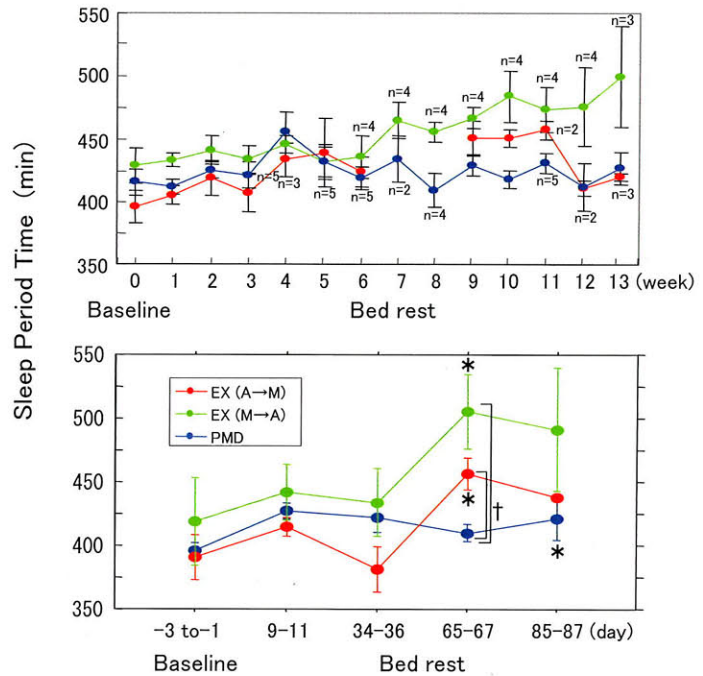 Sleep Period Time (min)
550
500
450
400
350
n=3
n=4
n=4
n=4
n=4
n=4
n=4
n=4
n=2
n=5
n=3
n=5
n=5
n=2
n=4
n=5
n=2
n=3
0 1 2 3 4 5 6 7 8 9 10 11 12 13 (week)
Baseline Bed rest
550
500
450
400
350
EX (A→M)
EX (M→A)
PMD
*
*
†
*
-3 to-1 9-11 34-36 65-67 85-87 (day)
Baseline Bed rest